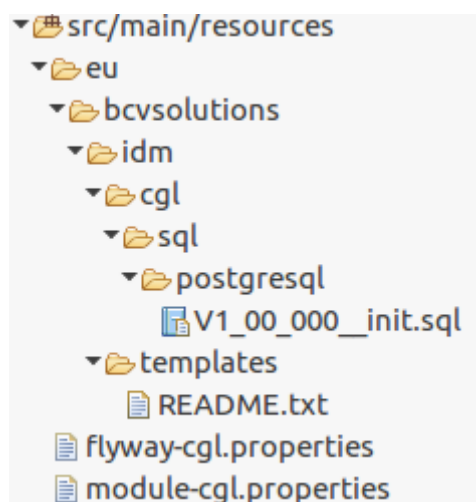 src/main/resources
eu
bcvsolutions
idm
cgl
sql
postgresql
V1_00_000__init.sql
templates
README.txt
flyway-cgl.properties
module-cgl.properties